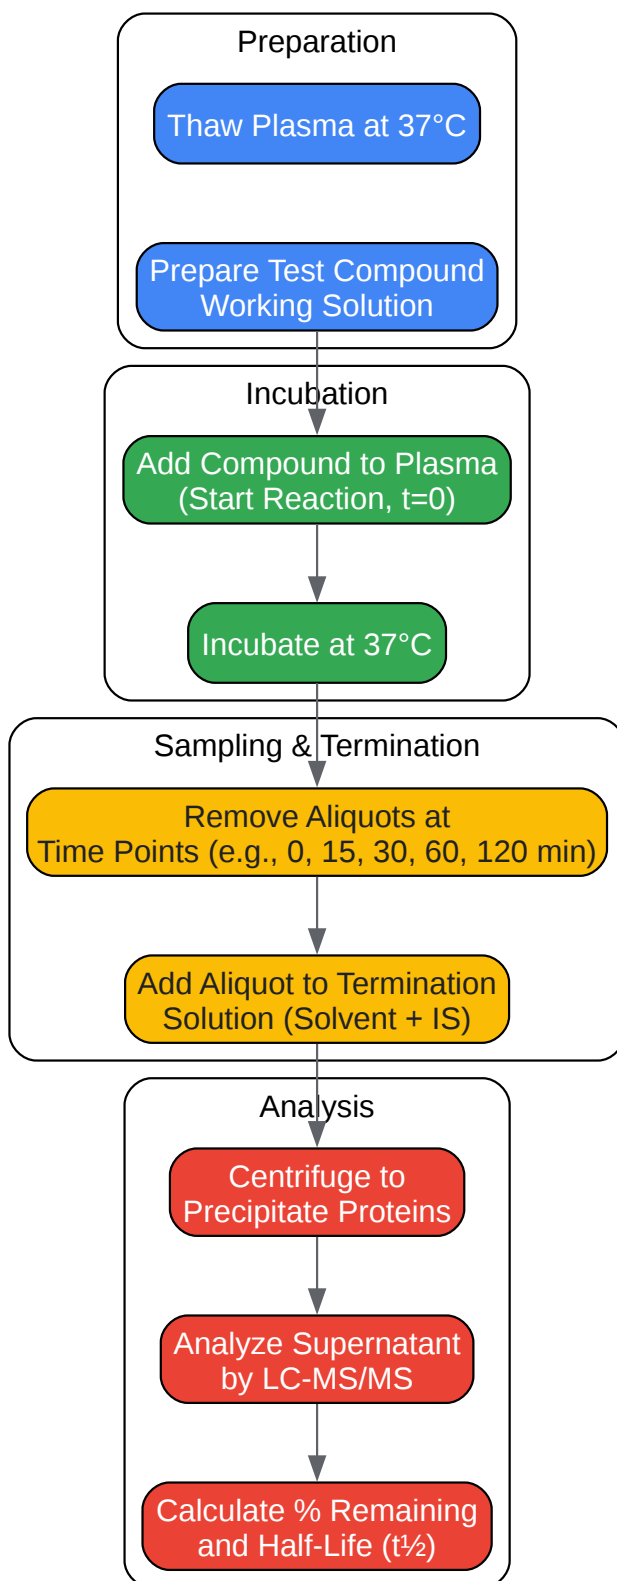 Preparation
Thaw Plasma at 37°C
Prepare Test Compound
Working Solution
Incubation
Add Compound to Plasma
(Start Reaction, t=0)
Incubate at 37°C
Sampling & Termination
Remove Aliquots at
Time Points (e.g., 0, 15, 30, 60, 120 min)
Add Aliquot to Termination
Solution (Solvent + IS)
Analysis
Centrifuge to
Precipitate Proteins
Analyze Supernatant
by LC-MS/MS
Calculate % Remaining
and Half-Life (t½)